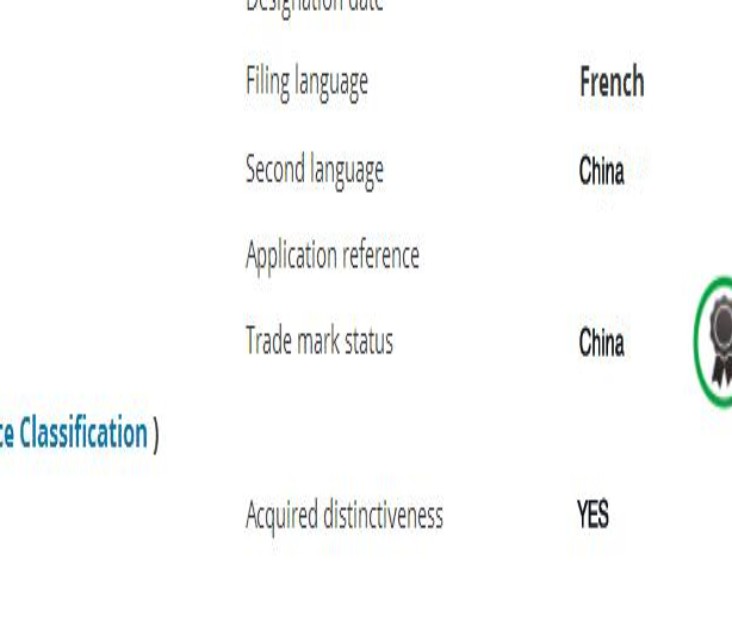 Designation date
Filing language French
Second language China
Application reference
Trade mark status China
ce Classification )
Acquired distinctiveness YES